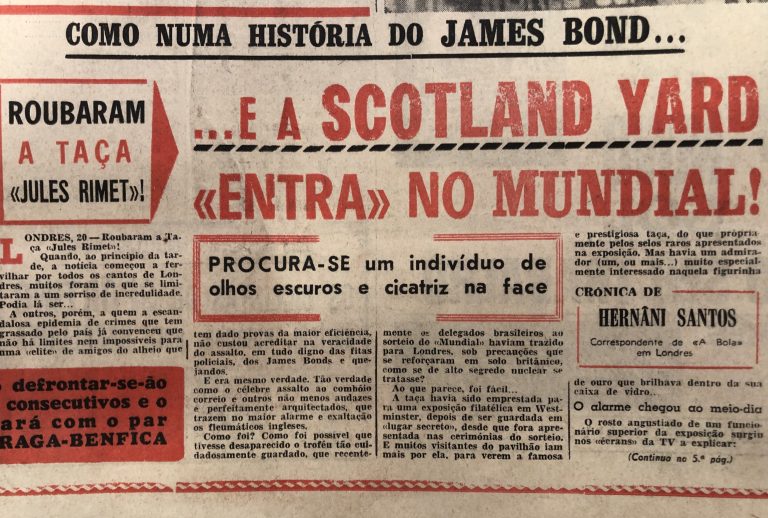 COMO NUMA HISTÓRIA DO JAMES BOND...
ROUBARAM
A TAÇA
«JULES RIMET»!
...E A SCOTLAND YARD
«ENTRA» NO MUNDIAL!
PROCURA-SE um indivíduo de
olhos escuros e cicatriz na face
LONDRES, 20 — Roubaram a Ta-
ça «Jules Rimet»!
Quando, ao princípio da tar-
de, a notícia começou a fer-
vilhar por todos os cantos de Lon-
dres, muitos foram os que se limi-
taram a um sorriso de incredulidade.
Podia lá ser...
A outros, porém, a quem a escan-
dalosa epidemia de crimes que tem
grassado pelo país já convenceu que
não há limites nem impossíveis para
uma «elite» de amigos do alheio que
defrontar-se-ão
consecutivos e o
ará com o par
RAGA-BENFICA
tem dado provas da maior eficiência,
não custou acreditar na veracidade
do assalto, em tudo digno das fitas
policiais, dos James Bonds e que-
jandos.
E era mesmo verdade. Tão verdade
como o célebre assalto ao combóio
correio e outros não menos andazes
e perfeitamente arquitectados, que
trazem no maior alarme e exaltação
os fleumáticos ingleses.
Como foi? Como foi possível que
tivesse desaparecido o troféu tão cui-
dadosamente guardado, que recente-
mente os delegados brasileiros ao
sorteio do «Mundial» haviam trazido
para Londres, sob precauções que
se reforçaram em solo britânico,
como se de alto segredo nuclear se
tratasse?
Ao que parece, foi fácil...
A taça havia sido emprestada para
uma exposição filatélica em West-
minster, depois de ser guardada em
«lugar secreto», desde que fora apre-
sentada nas cerimónias do sorteio.
E muitos visitantes do pavilhão iam
mais por ela, para verem a famosa
e prestigiosa taça, do que pròpria-
mente pelos selos raros apresentados
na exposição. Mas havia um admira-
dor (um, ou mais...) muito especial-
mente interessado naquela figurinha
CRÓNICA DE
HERNÂNI SANTOS
Correspondente de «A Bola»
em Londres
de ouro que brilhava dentro da sua
caixa de vidro...
O alarme chegou ao meio-dia
O rosto angustiado de um funcio-
nário superior da exposição surgiu
nos «écrans» da TV a explicar:
(Continua na 5.ª pág.)